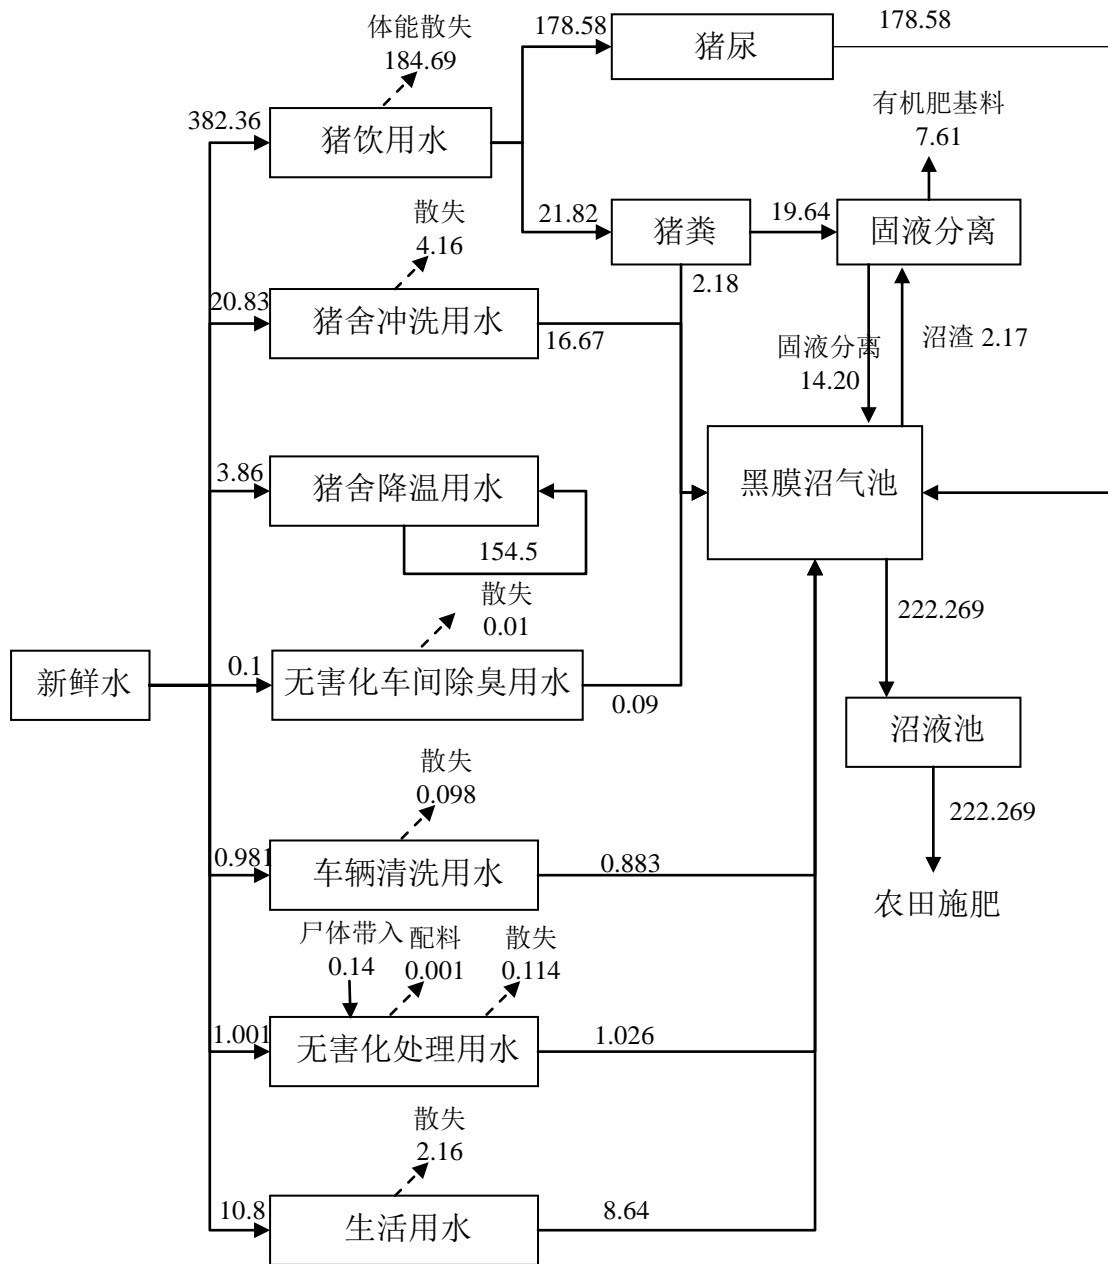 体能散失
184.69
178.58
猪尿
178.58
382.36
猪饮用水
有机肥基料
7.61
散失
4.16
21.82
猪粪
19.64
固液分离
2.18
20.83
猪舍冲洗用水
16.67
固液分离
14.20
沼渣 2.17
3.86
猪舍降温用水
154.5
黑膜沼气池
散失
0.01
222.269
新鲜水
0.1
无害化车间除臭用水
0.09
沼液池
散失
0.098
222.269
0.981
车辆清洗用水
0.883
农田施肥
尸体带入
0.14
配料
0.001
散失
0.114
1.001
无害化处理用水
1.026
散失
2.16
10.8
生活用水
8.64